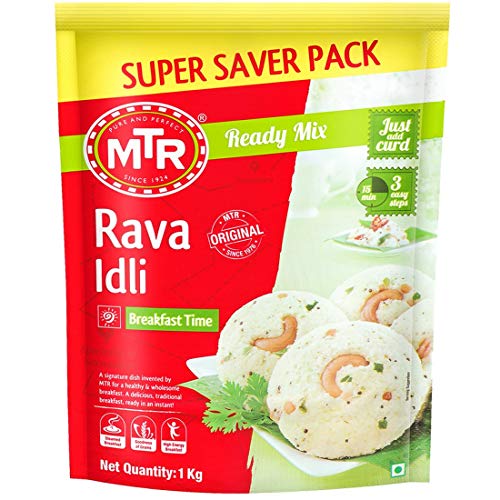 SUPER SAVER PACK
PURE AND PERFECT
MTR®
SINCE 1924
Ready Mix
Just
add
curd
15
min
3
easy
steps
Rava
Idli
MTR
ORIGINAL
SINCE 1976
Breakfast Time
A signature dish invented by
MTR for a healthy & wholesome
breakfast. A delicious, traditional
breakfast, ready in an instant!
Steamed
Breakfast
Goodness
of Grains
High Energy
Breakfast
Net Quantity: 1 Kg